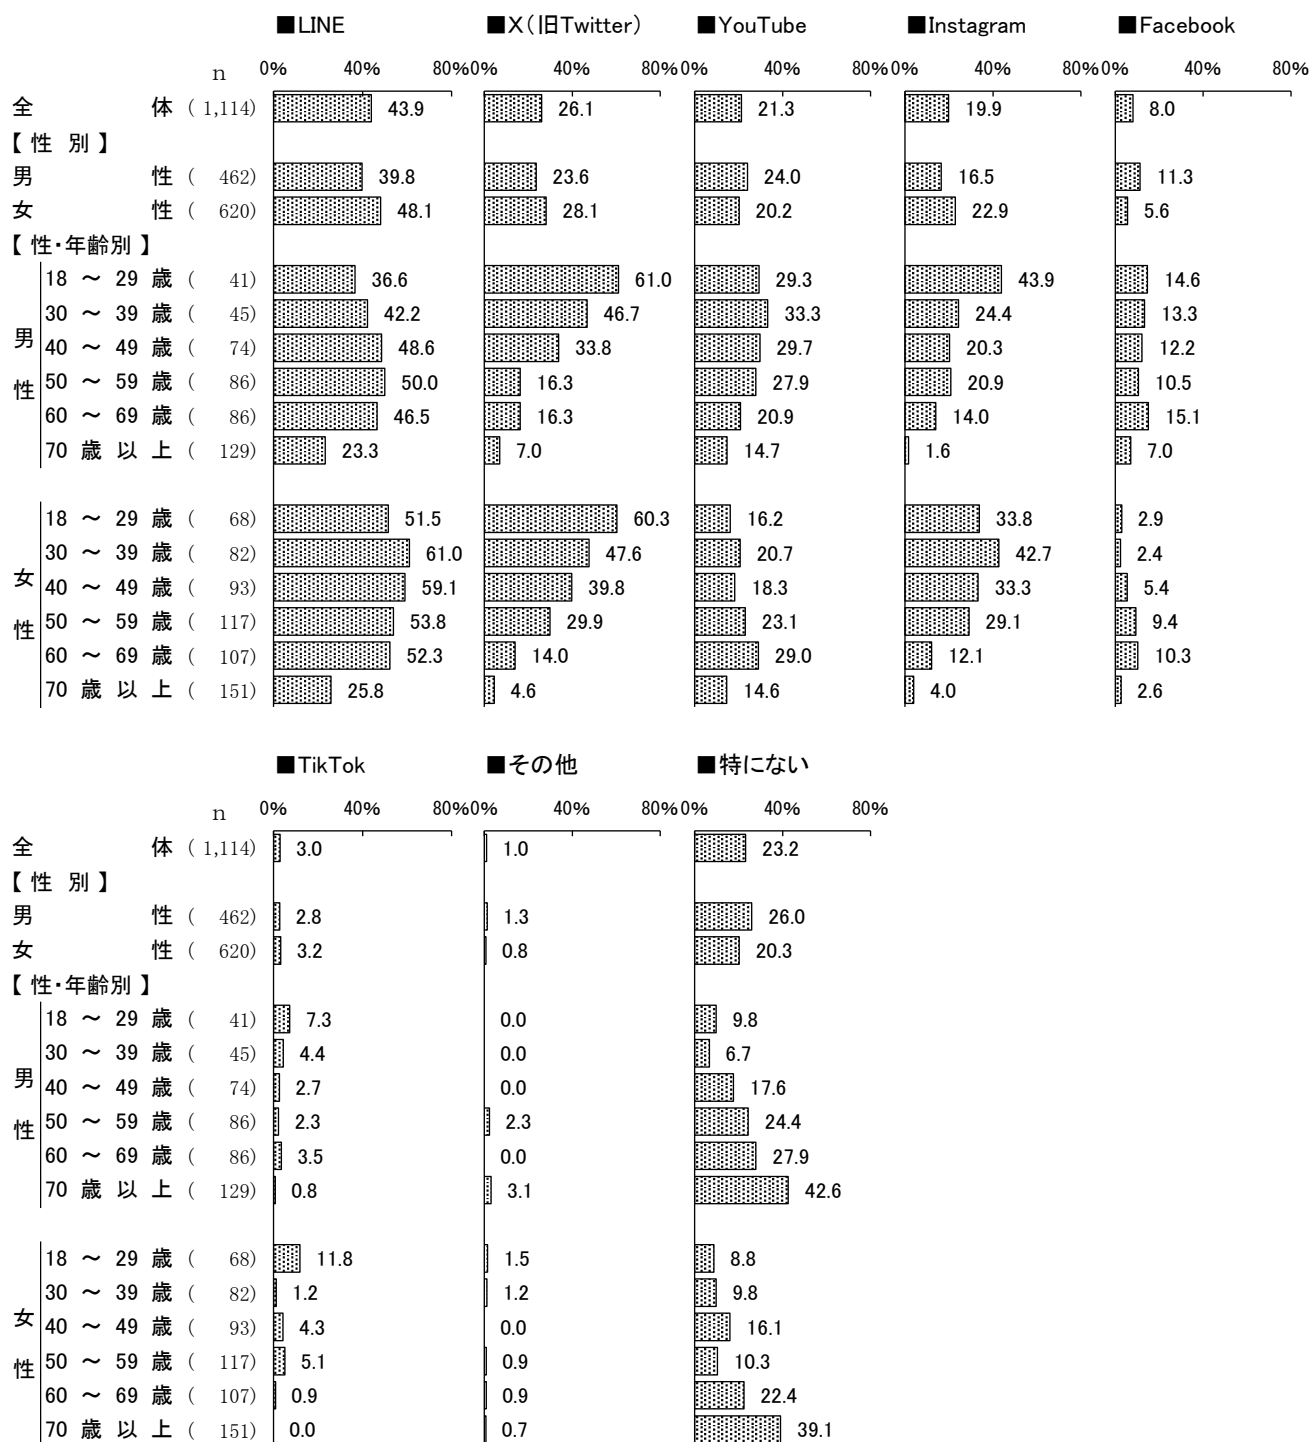 ■LINE ■X(旧Twitter) ■YouTube ■Instagram ■Facebook
n 0% 40% 80% 0% 40% 80% 0% 40% 80% 0% 40% 80% 0% 40% 80%
全体 (1,114) 43.9 26.1 21.3 19.9 8.0
【性別】
男性 (462) 39.8 23.6 24.0 16.5 11.3
女性 (620) 48.1 28.1 20.2 22.9 5.6
【性・年齢別】
男性
18 ～ 29 歳 (41) 36.6 61.0 29.3 43.9 14.6
30 ～ 39 歳 (45) 42.2 46.7 33.3 24.4 13.3
40 ～ 49 歳 (74) 48.6 33.8 29.7 20.3 12.2
50 ～ 59 歳 (86) 50.0 16.3 27.9 20.9 10.5
60 ～ 69 歳 (86) 46.5 16.3 20.9 14.0 15.1
70 歳以上 (129) 23.3 7.0 14.7 1.6 7.0
女性
18 ～ 29 歳 (68) 51.5 60.3 16.2 33.8 2.9
30 ～ 39 歳 (82) 61.0 47.6 20.7 42.7 2.4
40 ～ 49 歳 (93) 59.1 39.8 18.3 33.3 5.4
50 ～ 59 歳 (117) 53.8 29.9 23.1 29.1 9.4
60 ～ 69 歳 (107) 52.3 14.0 29.0 12.1 10.3
70 歳以上 (151) 25.8 4.6 14.6 4.0 2.6
■TikTok ■その他 ■特にない
n 0% 40% 80% 0% 40% 80% 0% 40% 80%
全体 (1,114) 3.0 1.0 23.2
【性別】
男性 (462) 2.8 1.3 26.0
女性 (620) 3.2 0.8 20.3
【性・年齢別】
男性
18 ～ 29 歳 (41) 7.3 0.0 9.8
30 ～ 39 歳 (45) 4.4 0.0 6.7
40 ～ 49 歳 (74) 2.7 0.0 17.6
50 ～ 59 歳 (86) 2.3 2.3 24.4
60 ～ 69 歳 (86) 3.5 0.0 27.9
70 歳以上 (129) 0.8 3.1 42.6
女性
18 ～ 29 歳 (68) 11.8 1.5 8.8
30 ～ 39 歳 (82) 1.2 1.2 9.8
40 ～ 49 歳 (93) 4.3 0.0 16.1
50 ～ 59 歳 (117) 5.1 0.9 10.3
60 ～ 69 歳 (107) 0.9 0.9 22.4
70 歳以上 (151) 0.0 0.7 39.1